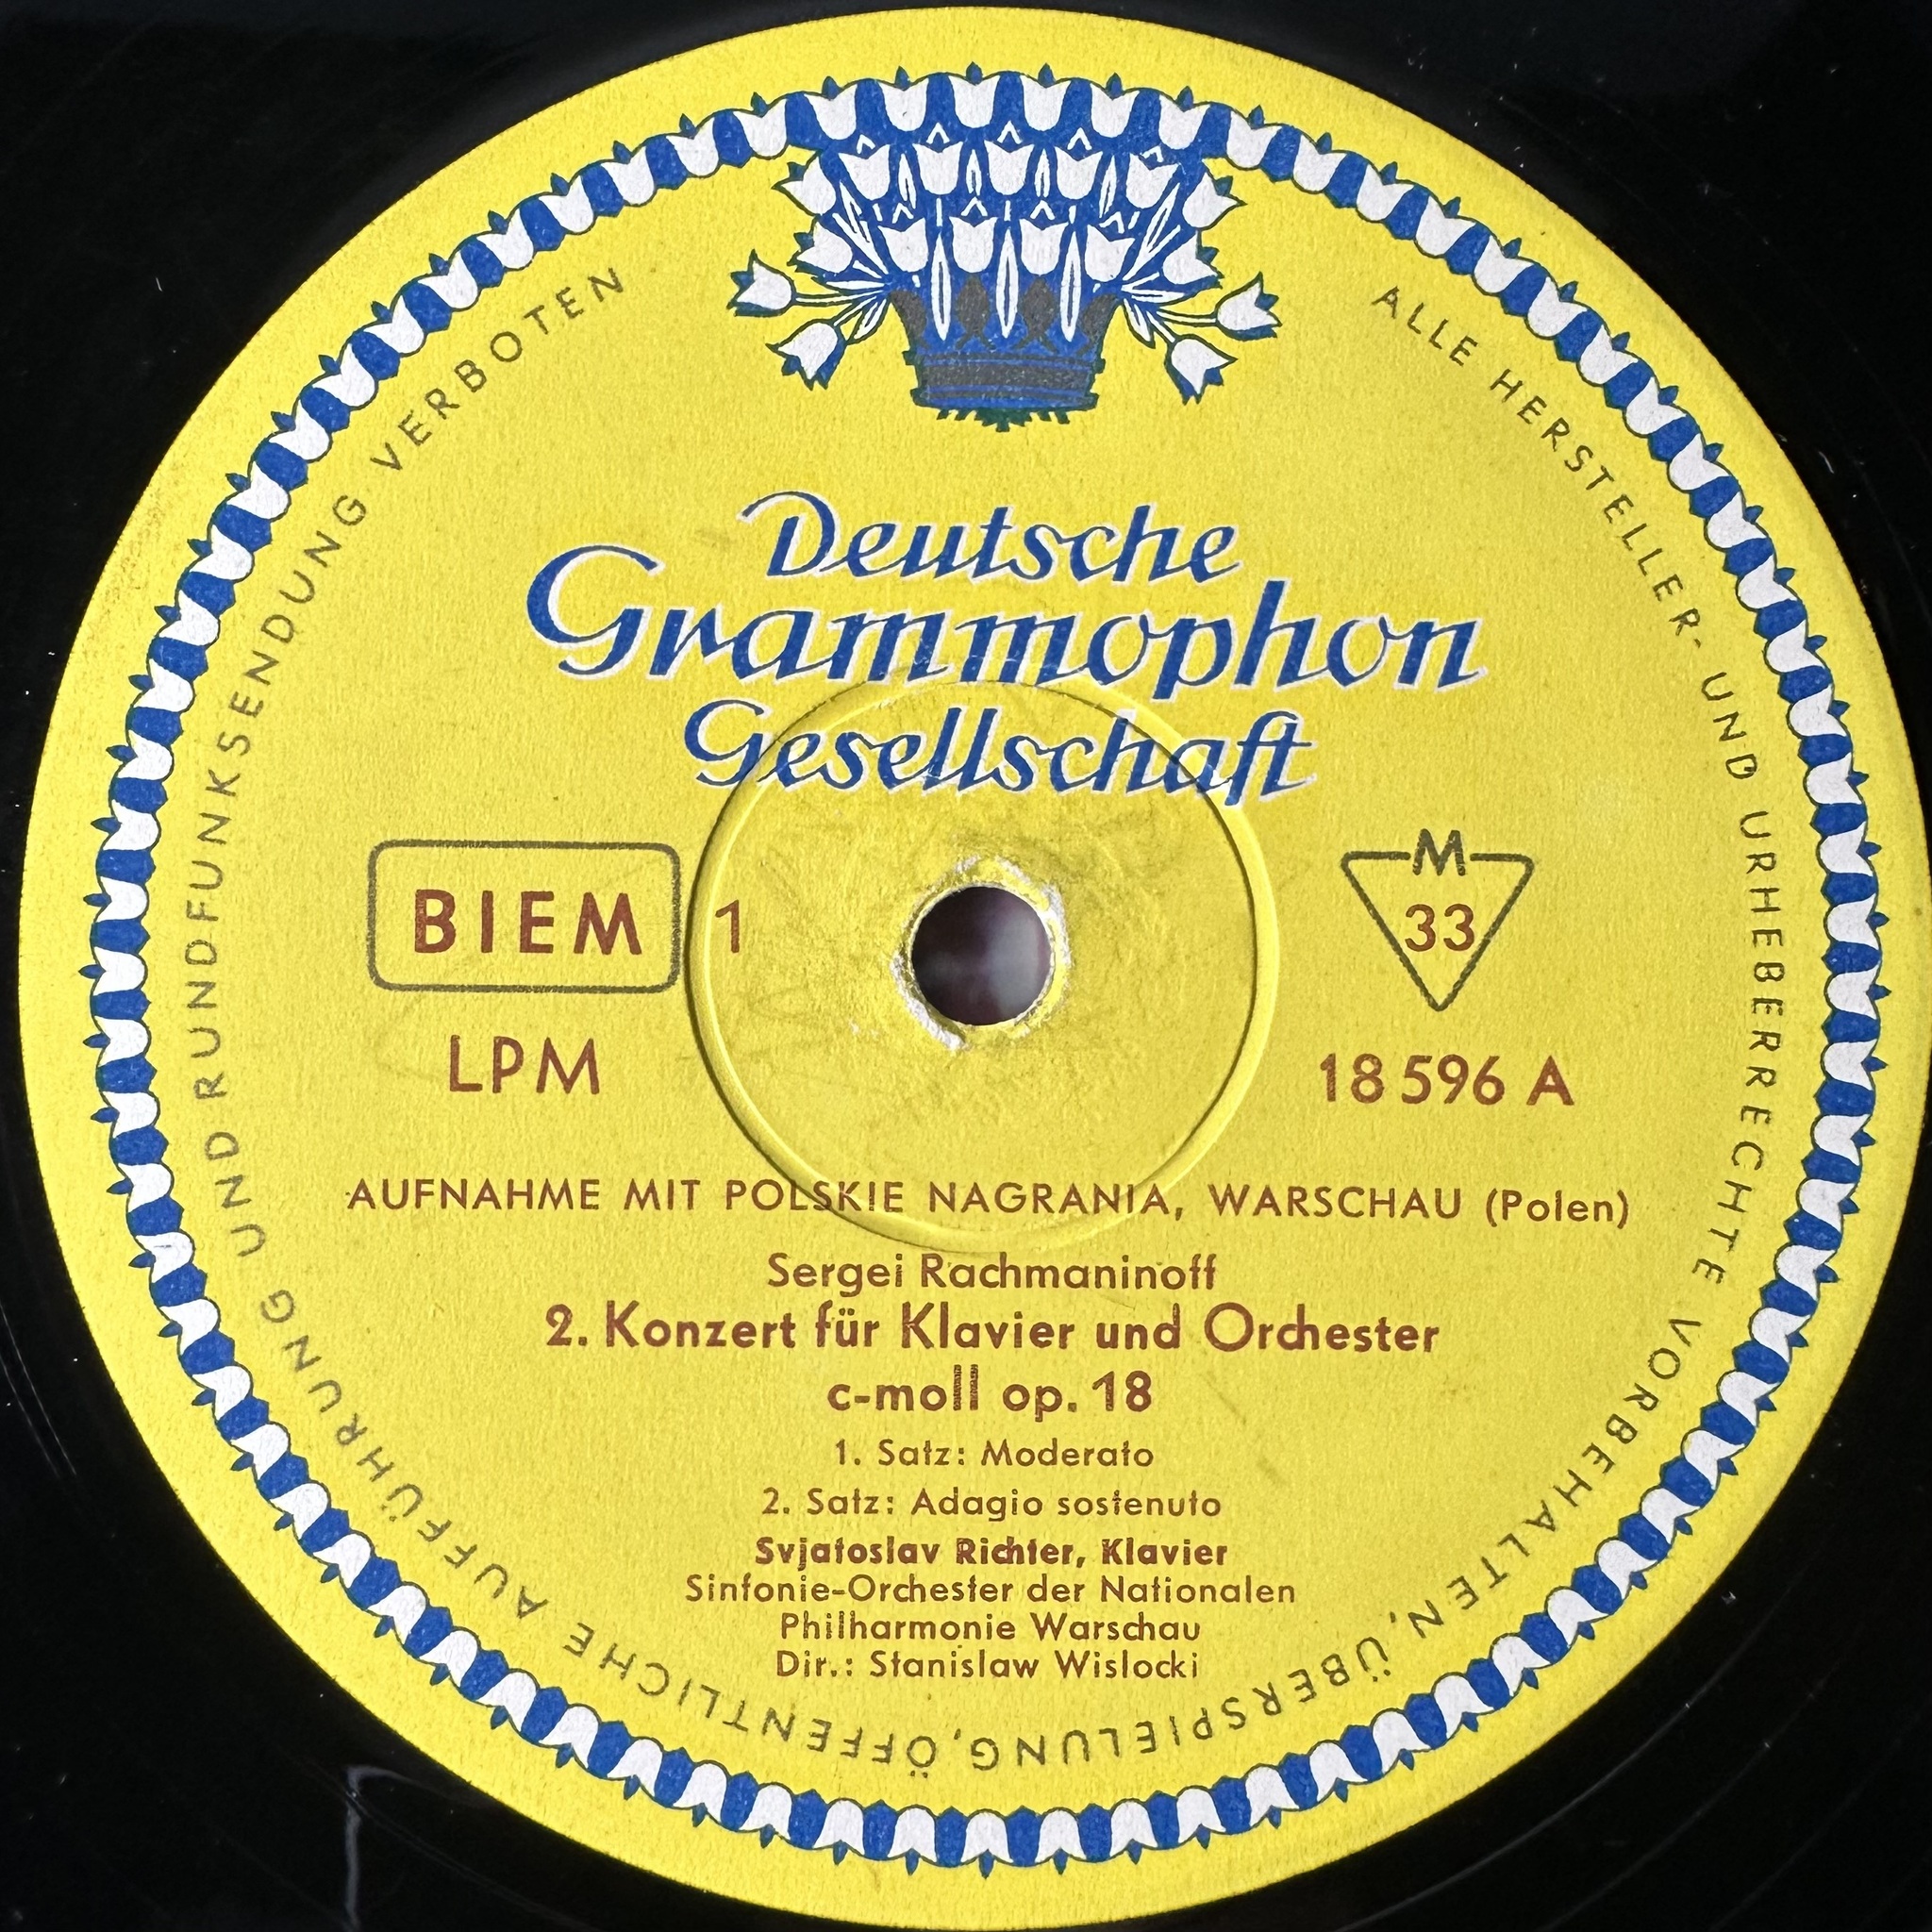 Deutsche
Grammophon
Gesellschaft
BIEM 1
M
33
LPM
18 596 A
AUFNAHME MIT POLSKIE NAGRANIA, WARSCHAU (Polen)
Sergei Rachmaninoff
2. Konzert für Klavier und Orchester
c-moll op. 18
1. Satz: Moderato
2. Satz: Adagio sostenuto
Svjatoslav Richter, Klavier
Sinfonie-Orchester der Nationalen
Philharmonie Warschau
Dir.: Stanislaw Wislocki
ALLE HERSTELLER- UND URHEBERRECHTE VORBEHALTEN, ÜBERSPIELUNG, ÖFFENTLICHE AUFFÜHRUNG UND RUNDFUNKSENDUNG VERBOTEN